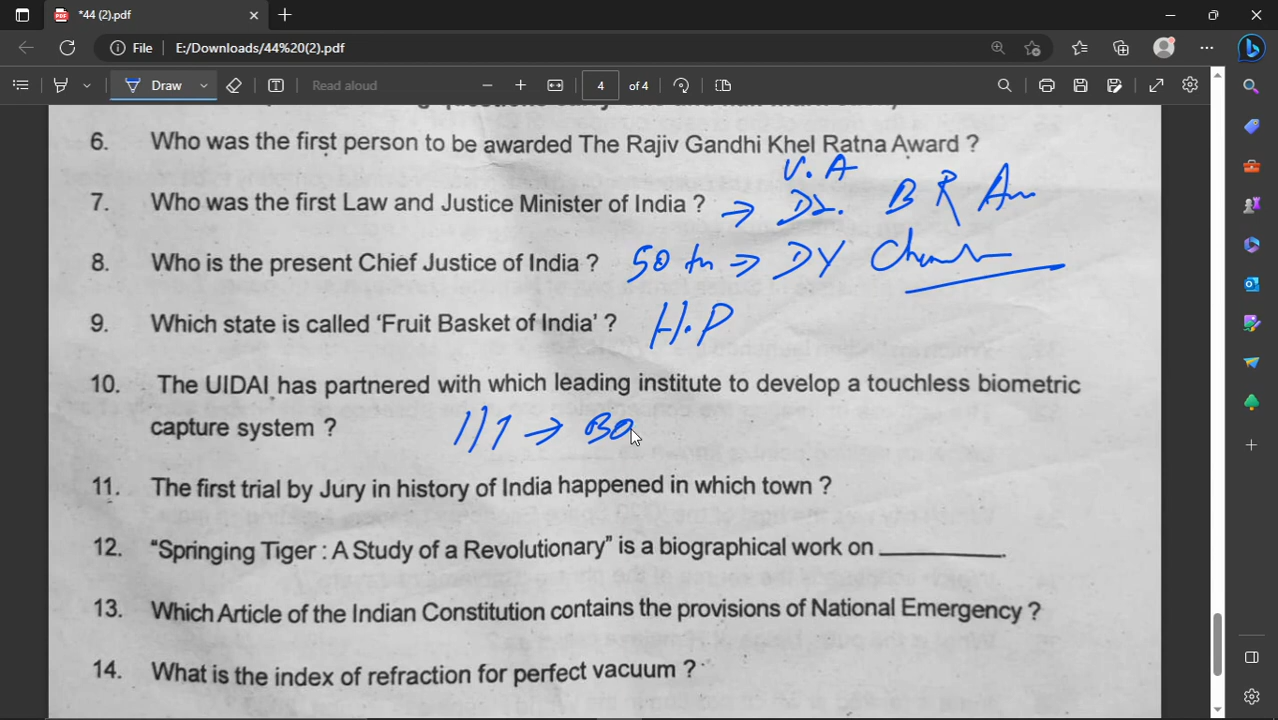 *44 (2).pdf
File E:/Downloads/44%20(2).pdf
Draw Read aloud 4 of 4
6. Who was the first person to be awarded The Rajiv Gandhi Khel Ratna Award ?
V. A
7. Who was the first Law and Justice Minister of India ? → Dr. B R Am
8. Who is the present Chief Justice of India ? 50 th → DY
9. Which state is called ‘Fruit Basket of India’ ? H.P
10. The UIDAI has partnered with which leading institute to develop a touchless biometric
capture system ? IIT → BO
11. The first trial by Jury in history of India happened in which town ?
12. “Springing Tiger : A Study of a Revolutionary” is a biographical work on ____________.
13. Which Article of the Indian Constitution contains the provisions of National Emergency ?
14. What is the index of refraction for perfect vacuum ?